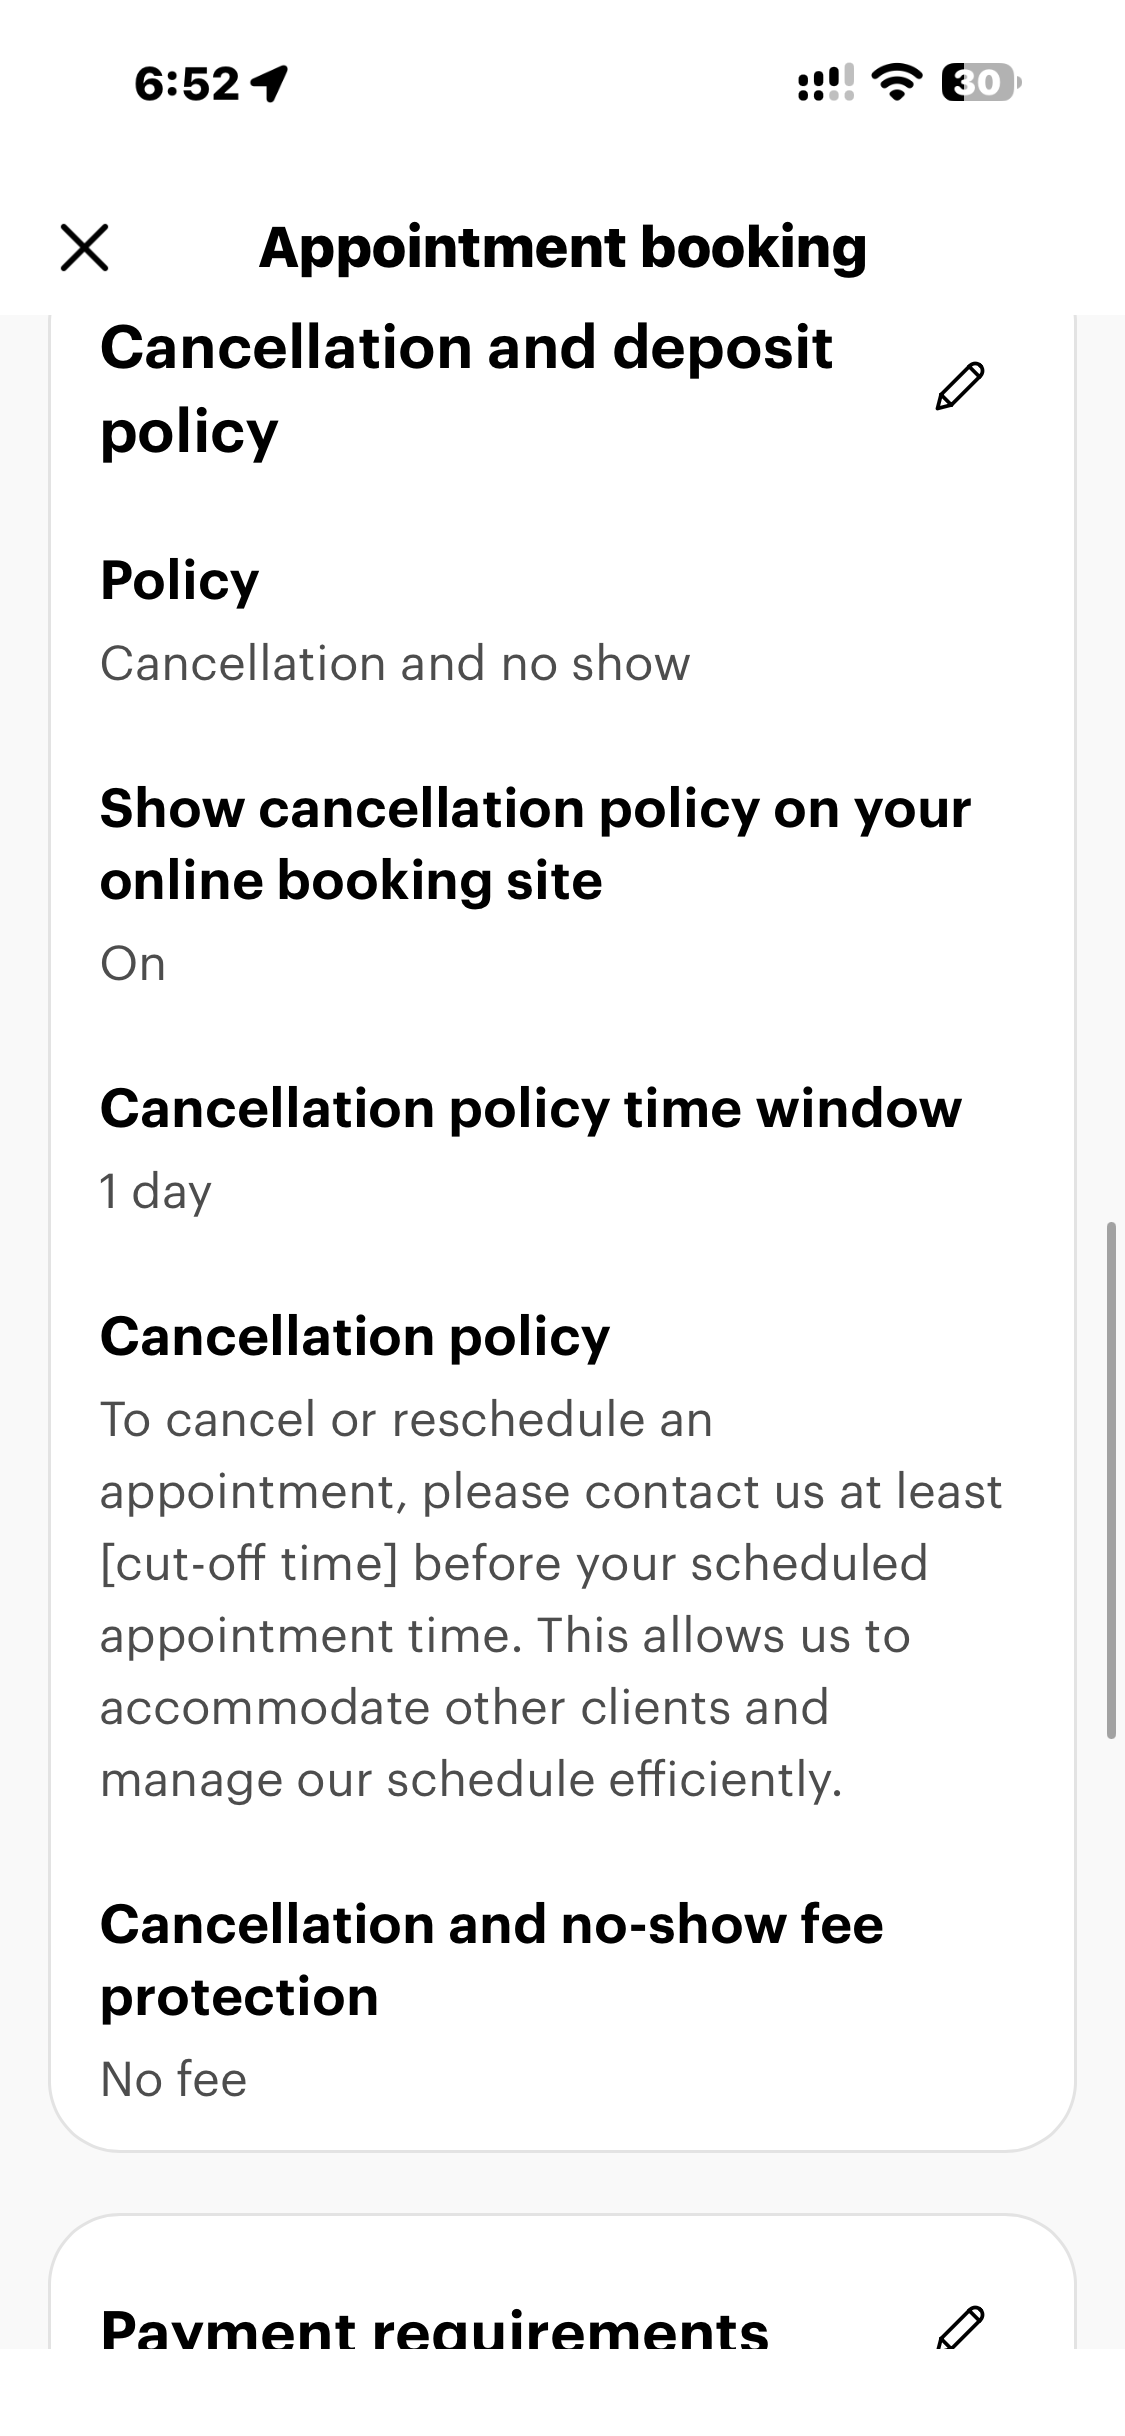 6:52
30
Appointment booking
Cancellation and deposit
policy
Policy
Cancellation and no show
Show cancellation policy on your
online booking site
On
Cancellation policy time window
1 day
Cancellation policy
To cancel or reschedule an
appointment, please contact us at least
[cut-off time] before your scheduled
appointment time. This allows us to
accommodate other clients and
manage our schedule efficiently.
Cancellation and no-show fee
protection
No fee
Payment requirements